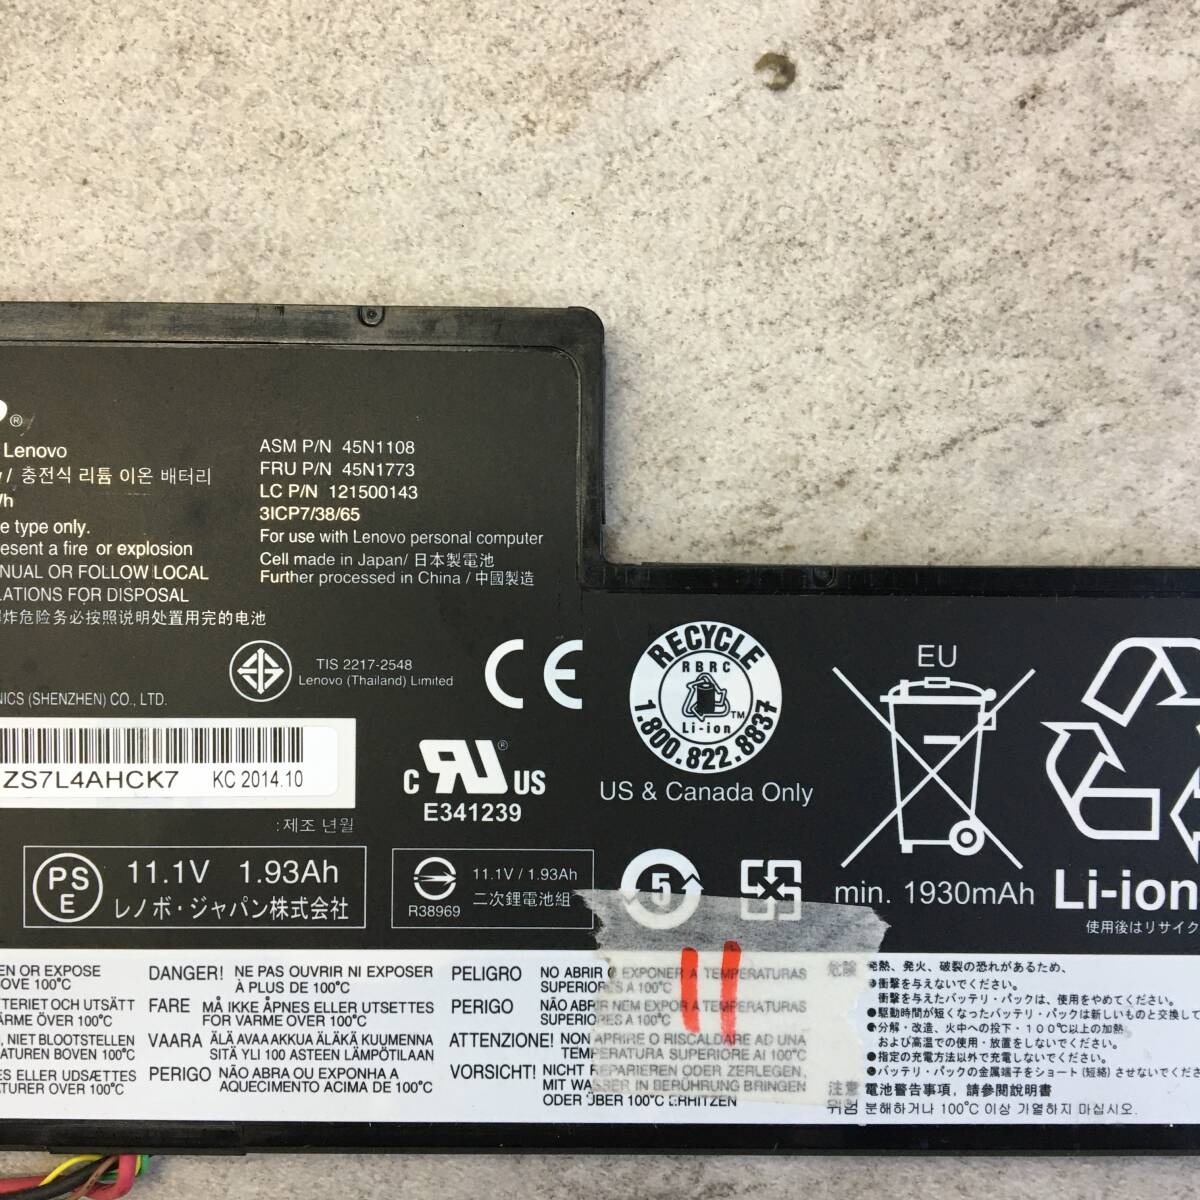 ®
Lenovo
/ 충전식 리튬 이온 배터리
Wh
e type only.
esent a fire or explosion
NUAL OR FOLLOW LOCAL
LATIONS FOR DISPOSAL
炸危险务必按照说明处置用完的电池
ASM P/N 45N1108
FRU P/N 45N1773
LC P/N 121500143
3ICP7/38/65
For use with Lenovo personal computer
Cell made in Japan/ 日本製電池
Further processed in China / 中國製造
TIS 2217-2548
Lenovo (Thailand) Limited
NICS (SHENZHEN) CO., LTD.
CE
RECYCLE
RBRC
Li-ion
TM
1.800.822.8837
US & Canada Only
EU
min. 1930mAh
Li-ion
使用後はリサイク
ZS7L4AHCK7 KC 2014.10
:제조 년월
C RU ® US
E341239
PS
E
11.1V 1.93Ah
レノボ・ジャパン株式会社
R38969
11.1V / 1.93Ah
二次鋰電池組
5
11
EN OR EXPOSE
OVE 100°C
TTERIET OCH UTSÄTT
ÄRME ÖVER 100°C
, NIET BLOOTSTELLEN
ATUREN BOVEN 100°C
ES ELLER UDSÆTTES
ATURER OVER 100°C
DANGER! NE PAS OUVRIR NI EXPOSER
À PLUS DE 100°C
FARE MÅ IKKE ÅPNES ELLER UTSETTES
FOR VARME OVER 100°C
VAARA ÄLÄ AVAA AKKUA ÄLÄKÄ KUUMENNA
SITÄ YLI 100 ASTEEN LÄMPÖTILAAN
PERIGO NÃO ABRA OU EXPONHA A
AQUECIMENTO ACIMA DE 100°C
PELIGRO NO ABRIR O EXPONER A TEMPERATURAS
SUPERIORES A 100°C
PERIGO NÃO ABRIR NEM EXPOR A TEMPERATURAS
SUPERIORES A 100°C
ATTENZIONE! NON APRIRE O RISCALDARE AD UNA
TEMPERATURA SUPERIORE AI 100°C
VORSICHT! NICHT REPARIEREN ODER ZERLEGEN,
MIT WASSER IN BERÜHRUNG BRINGEN
ODER ÜBER 100°C ERHITZEN
危険 発熱、発火、破裂の恐れがあるため、
●衝撃を与えないでください。
衝撃を与えたバッテリ・パックは、使用をやめてください。
●駆動時間が短くなったバッテリ・パックは新しいものと交換して
●分解・改造、火中への投下・100℃以上の加熱
および高温での使用・放置をしないでください。
●指定の充電方法以外で充電しないでください。
●バッテリ・パックの金属端子をショート(短絡)させないでくださ
注意 電池警告事項，請參閱說明書
위험 분해하거나 100°C 이상 가열하지 마십시오.